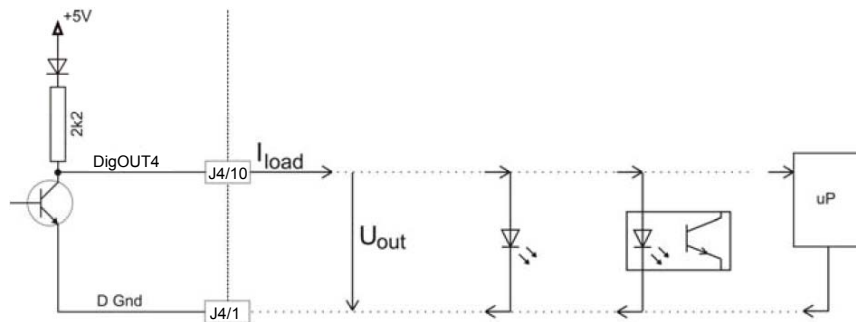 +5V
2k2
DigOUT4
J4/10
Iload
Uout
uP
D Gnd
J4/1